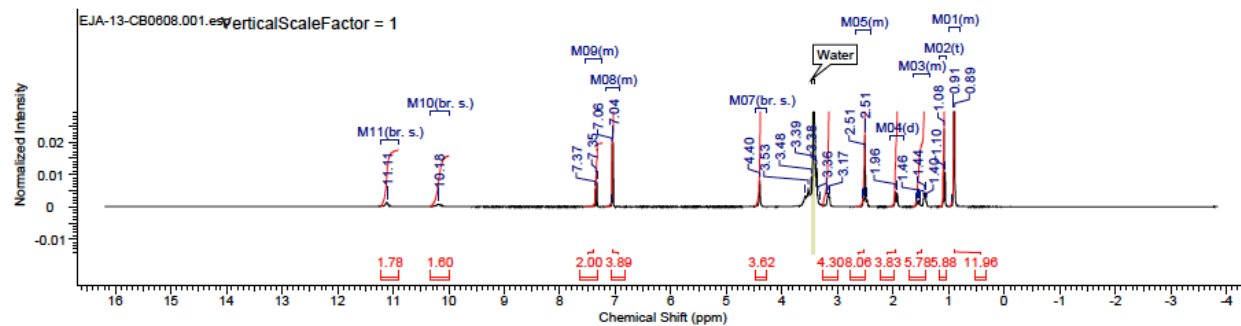 EJA-13-CB0608.001.esp
VerticalScaleFactor = 1
M01(m)
M05(m)
M02(t)
M09(m)
Water
M03(m)
M08(m)
M10(br. s.)
M07(br. s.)
M11(br. s.)
M04(d)
11.11
10.18
7.37
7.35
7.06
7.04
4.40
3.53
3.48
3.39
3.38
3.36
3.17
2.51
2.51
1.96
1.46
1.44
1.40
1.10
1.08
0.91
0.89
Normalized Intensity
0.02
0.01
0
-0.01
1.78
1.60
2.00
3.89
3.62
4.30
8.06
3.83
5.78
5.88
11.96
16 15 14 13 12 11 10 9 8 7 6 5 4 3 2 1 0 -1 -2 -3 -4
Chemical Shift (ppm)